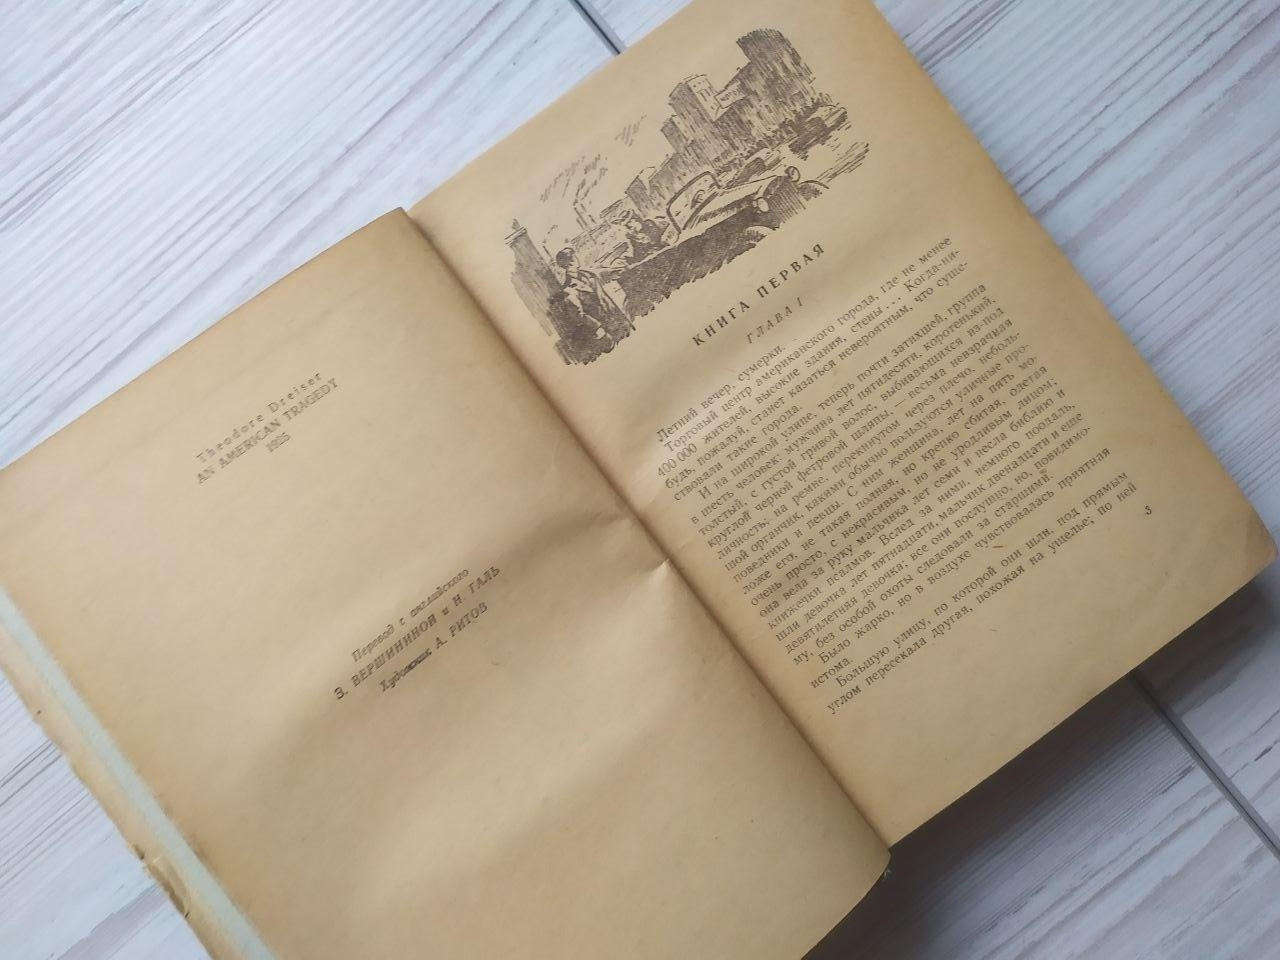 Theodore Dreiser
AN AMERICAN TRAGEDY
1925
Перевод с английского
З. ВЕРШИНИНОЙ и Н. ГАЛЬ
Художник А. РИТОВ
КНИГА ПЕРВАЯ
ГЛАВА I
Летний вечер, сумерки.
Торговый центр американского города, где не менее
400 000 жителей, высокие здания, стены... Когда-ни-
будь, пожалуй, станет казаться невероятным, что суще-
ствовали такие города.
И на широкой улице, теперь почти затихшей, группа
в шесть человек: мужчина лет пятидесяти, коротенький,
толстый, с густой гривой волос, выбивающихся из-под
круглой черной фетровой шляпы, — весьма невзрачная
личность; на ремне, перекинутом через плечо, неболь-
шой органчик, какими обычно пользуются уличные про-
поведники и певцы. С ним женщина, лет на пять мо-
ложе его, не такая полная, но крепко сбитая, одетая
очень просто, с некрасивым, но не уродливым лицом;
она вела за руку мальчика лет семи и несла библию и
книжечки псалмов. Вслед за ними, немного поодаль,
шли девочка лет пятнадцати, мальчик двенадцати и еще
девятилетняя девочка; все они послушно, но, повидимо-
му, без особой охоты следовали за старшими.
Было жарко, но в воздухе чувствовалась приятная
истома.
Большую улицу, по которой они шли, под прямым
углом пересекала другая, похожая на ущелье; по ней
5